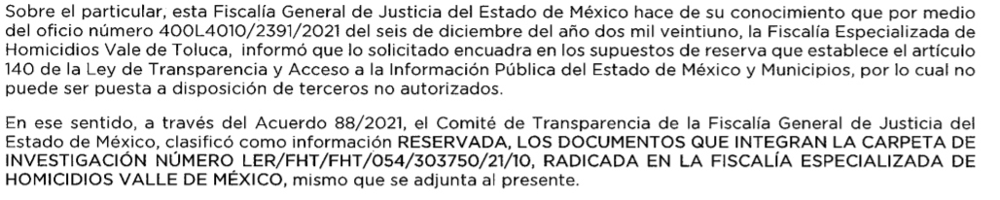 Sobre el particular, esta Fiscalía General de Justicia del Estado de México hace de su conocimiento que por medio
del oficio número 400L4010/2391/2021 del seis de diciembre del año dos mil veintiuno, la Fiscalía Especializada de
Homicidios Vale de Toluca, informó que lo solicitado encuadra en los supuestos de reserva que establece el artículo
140 de la Ley de Transparencia y Acceso a la Información Pública del Estado de México y Municipios, por lo cual no
puede ser puesta a disposición de terceros no autorizados.
En ese sentido, a través del Acuerdo 88/2021, el Comité de Transparencia de la Fiscalía General de Justicia del
Estado de México, clasificó como información RESERVADA, LOS DOCUMENTOS QUE INTEGRAN LA CARPETA DE
INVESTIGACIÓN NÚMERO LER/FHT/FHT/054/303750/21/10, RADICADA EN LA FISCALÍA ESPECIALIZADA DE
HOMICIDIOS VALLE DE MÉXICO, mismo que se adjunta al presente.